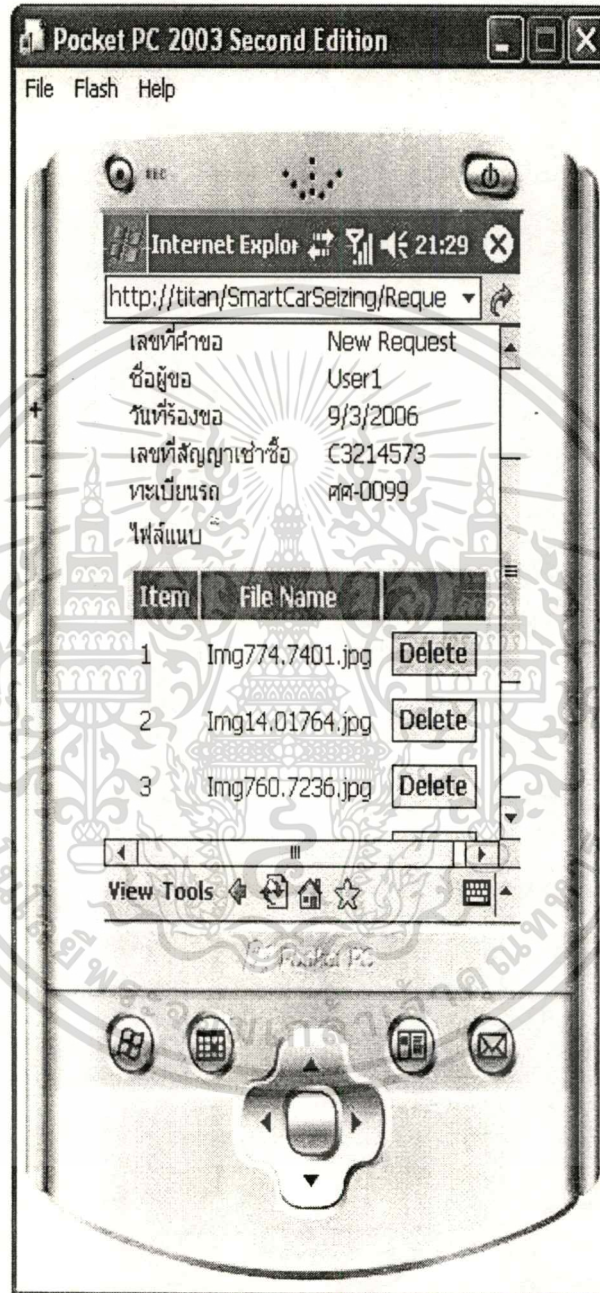 Pocket PC 2003 Second Edition
File Flash Help
Internet Explor 21:29
http://titan/SmartCarSeizing/Reque
เลขที่คำขอ New Request
ชื่อผู้ขอ User1
วันที่ร้องขอ 9/3/2006
เลขที่สัญญาเช่าซื้อ C3214573
ทะเบียนรถ ศศ-0099
ไฟล์แนบ
Item File Name
1 Img774.7401.jpg Delete
2 Img14.01764.jpg Delete
3 Img760.7236.jpg Delete
View Tools
Pocket PC